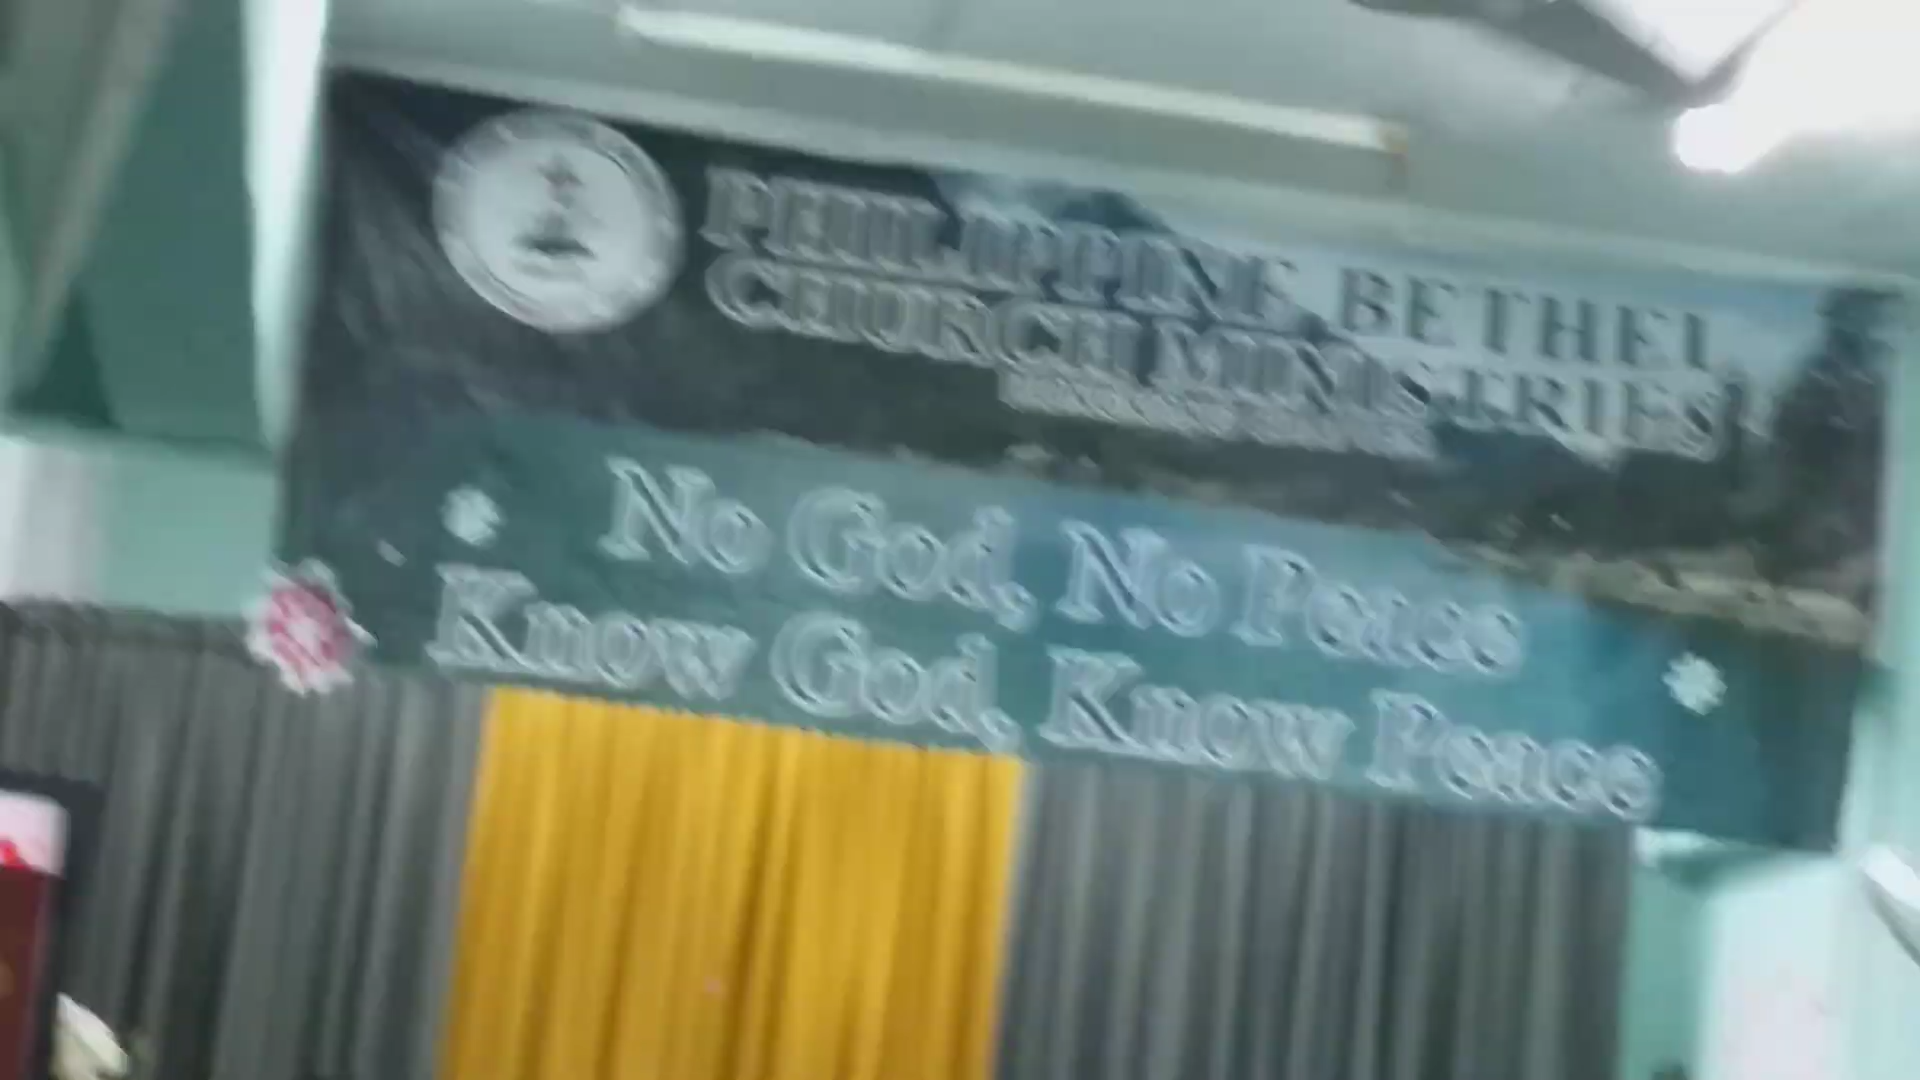 PHILIPPINE BETHEL
CHURCH MINISTRIES
No God, No Peace
Know God, Know Peace